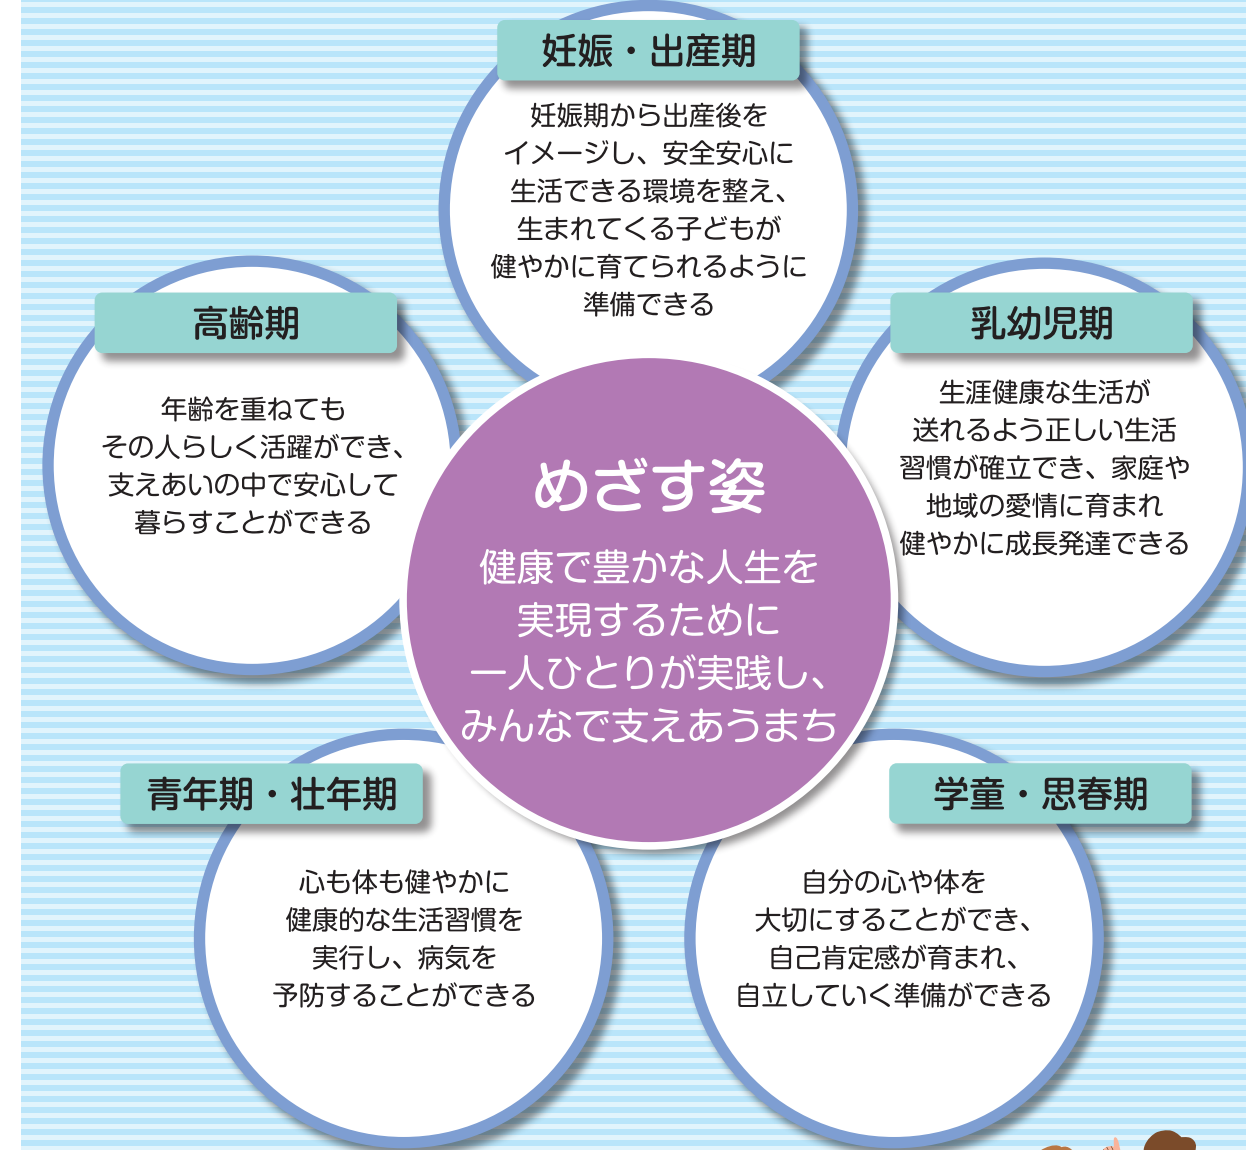 妊娠・出産期
妊娠期から出産後を
イメージし、安全安心に
生活できる環境を整え、
生まれてくる子どもが
健やかに育てられるように
準備できる
高齢期
年齢を重ねても
その人らしく活躍ができ、
支えあいの中で安心して
暮らすことができる
乳幼児期
生涯健康な生活が
送れるよう正しい生活
習慣が確立でき、家庭や
地域の愛情に育まれ
健やかに成長発達できる
めざす姿
健康で豊かな人生を
実現するために
一人ひとりが実践し、
みんなで支えあうまち
青年期・壮年期
心も体も健やかに
健康的な生活習慣を
実行し、病気を
予防することができる
学童・思春期
自分の心や体を
大切にすることができ、
自己肯定感が育まれ、
自立していく準備ができる